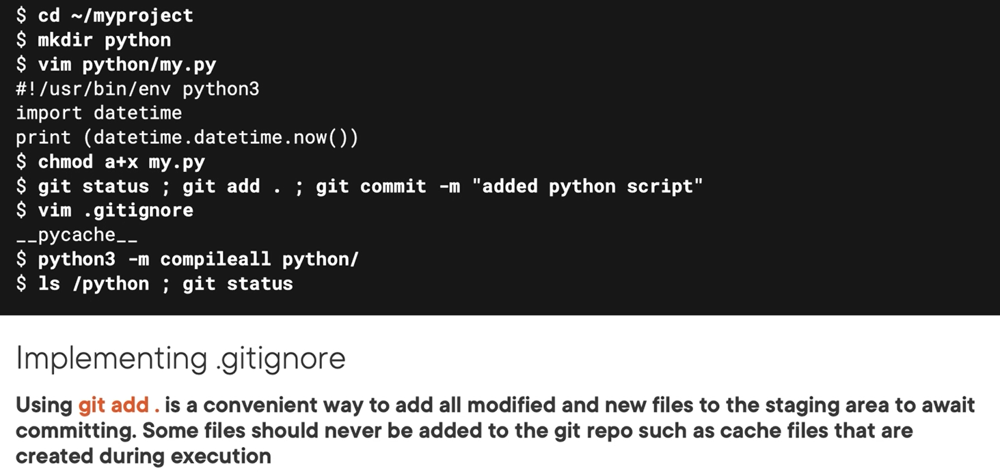 $ cd ~/myproject
$ mkdir python
$ vim python/my.py
#!/usr/bin/env python3
import datetime
print (datetime.datetime.now())
$ chmod a+x my.py
$ git status ; git add . ; git commit -m "added python script"
$ vim .gitignore
__pycache__
$ python3 -m compileall python/
$ ls /python ; git status
Implementing .gitignore
Using git add . is a convenient way to add all modified and new files to the staging area to await
committing. Some files should never be added to the git repo such as cache files that are
created during execution